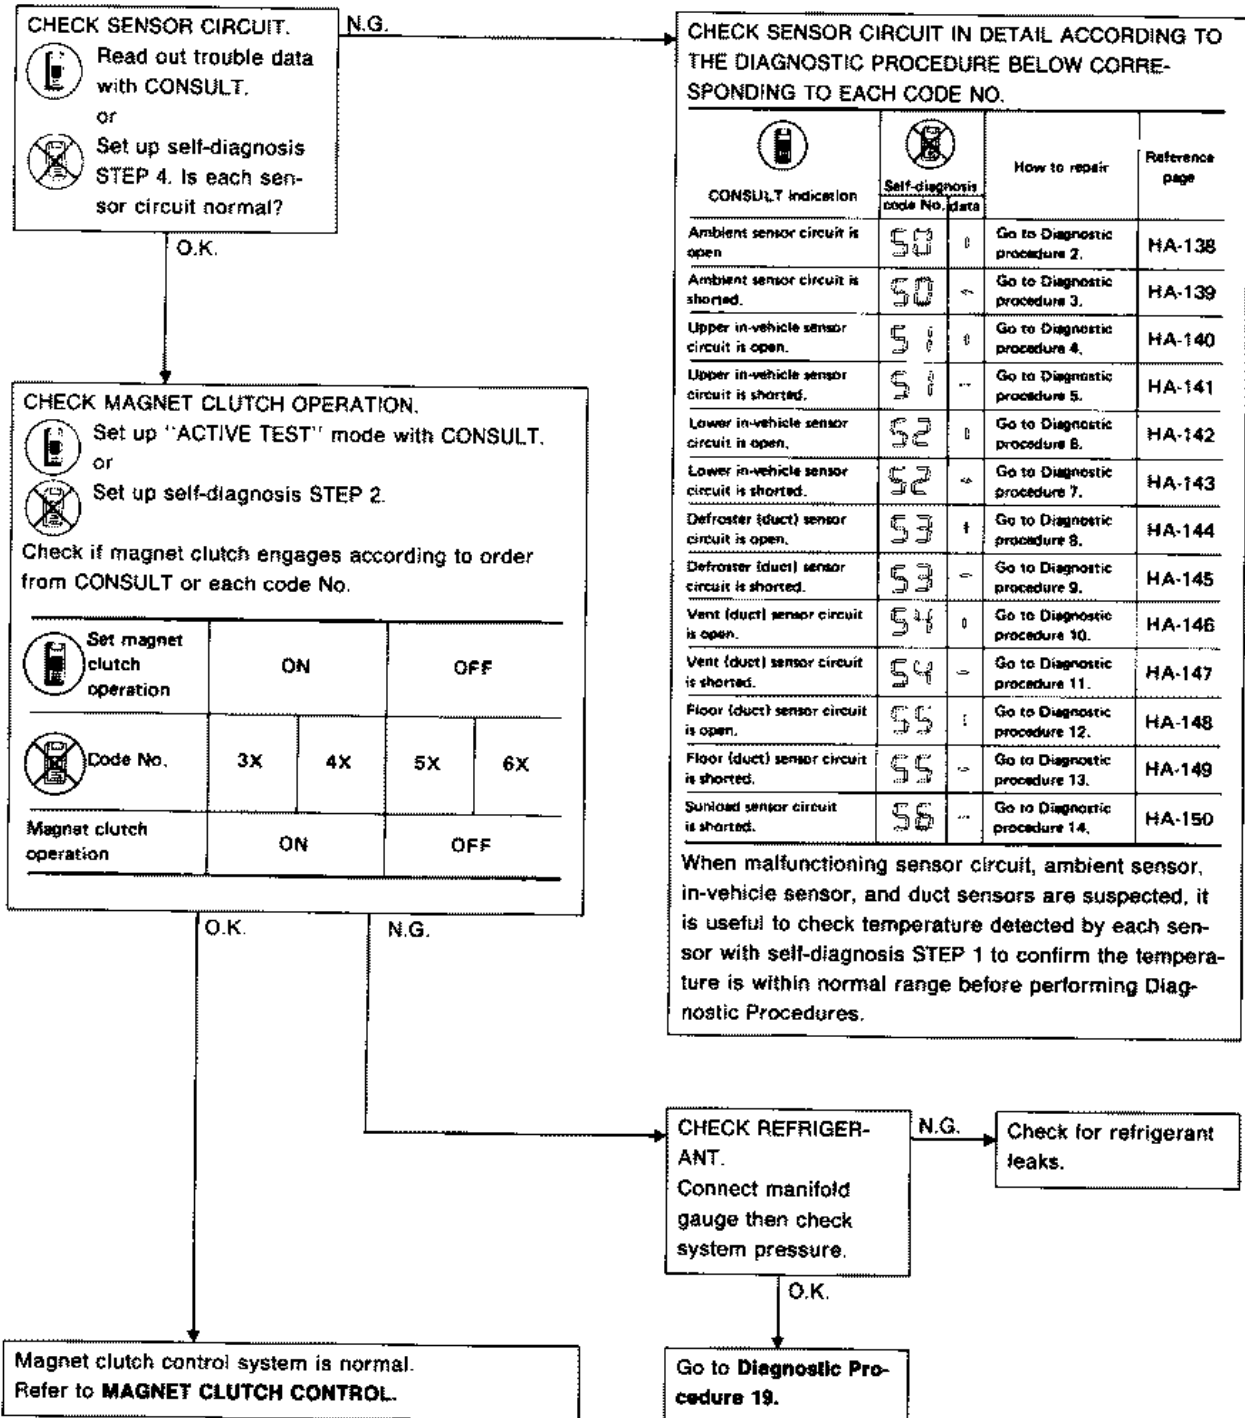 CHECK SENSOR CIRCUIT.
Read out trouble data
with CONSULT.
or
Set up self-diagnosis
STEP 4. Is each sen-
sor circuit normal?
N.G.
O.K.
CHECK SENSOR CIRCUIT IN DETAIL ACCORDING TO
THE DIAGNOSTIC PROCEDURE BELOW CORRE-
SPONDING TO EACH CODE NO.
CONSULT indication
Self-diagnosis
code No. data
How to repair
Reference
page
Ambient sensor circuit is
open
50
Go to Diagnostic
procedure 2.
HA-138
Ambient sensor circuit is
shorted.
50 -
Go to Diagnostic
procedure 3.
HA-139
Upper in-vehicle sensor
circuit is open.
51
Go to Diagnostic
procedure 4.
HA-140
Upper in-vehicle sensor
circuit is shorted.
51 -
Go to Diagnostic
procedure 5.
HA-141
Lower in-vehicle sensor
circuit is open.
52
Go to Diagnostic
procedure 6.
HA-142
Lower in-vehicle sensor
circuit is shorted.
52 -
Go to Diagnostic
procedure 7.
HA-143
Defroster (duct) sensor
circuit is open.
53
Go to Diagnostic
procedure 8.
HA-144
Defroster (duct) sensor
circuit is shorted.
53 -
Go to Diagnostic
procedure 9.
HA-145
Vent (duct) sensor circuit
is open.
54
Go to Diagnostic
procedure 10.
HA-146
Vent (duct) sensor circuit
is shorted.
54 -
Go to Diagnostic
procedure 11.
HA-147
Floor (duct) sensor circuit
is open.
55
Go to Diagnostic
procedure 12.
HA-148
Floor (duct) sensor circuit
is shorted.
55 -
Go to Diagnostic
procedure 13.
HA-149
Sunload sensor circuit
is shorted.
56 -
Go to Diagnostic
procedure 14.
HA-150
When malfunctioning sensor circuit, ambient sensor,
in-vehicle sensor, and duct sensors are suspected, it
is useful to check temperature detected by each sen-
sor with self-diagnosis STEP 1 to confirm the tempera-
ture is within normal range before performing Diag-
nostic Procedures.
CHECK MAGNET CLUTCH OPERATION.
Set up "ACTIVE TEST" mode with CONSULT.
or
Set up self-diagnosis STEP 2.
Check if magnet clutch engages according to order
from CONSULT or each code No.
Set magnet
clutch
operation
ON OFF
Code No. 3X 4X 5X 6X
Magnet clutch
operation
ON OFF
O.K.
N.G.
CHECK REFRIGER-
ANT.
Connect manifold
gauge then check
system pressure.
N.G.
Check for refrigerant
leaks.
O.K.
Magnet clutch control system is normal.
Refer to MAGNET CLUTCH CONTROL.
Go to Diagnostic Pro-
cedure 19.